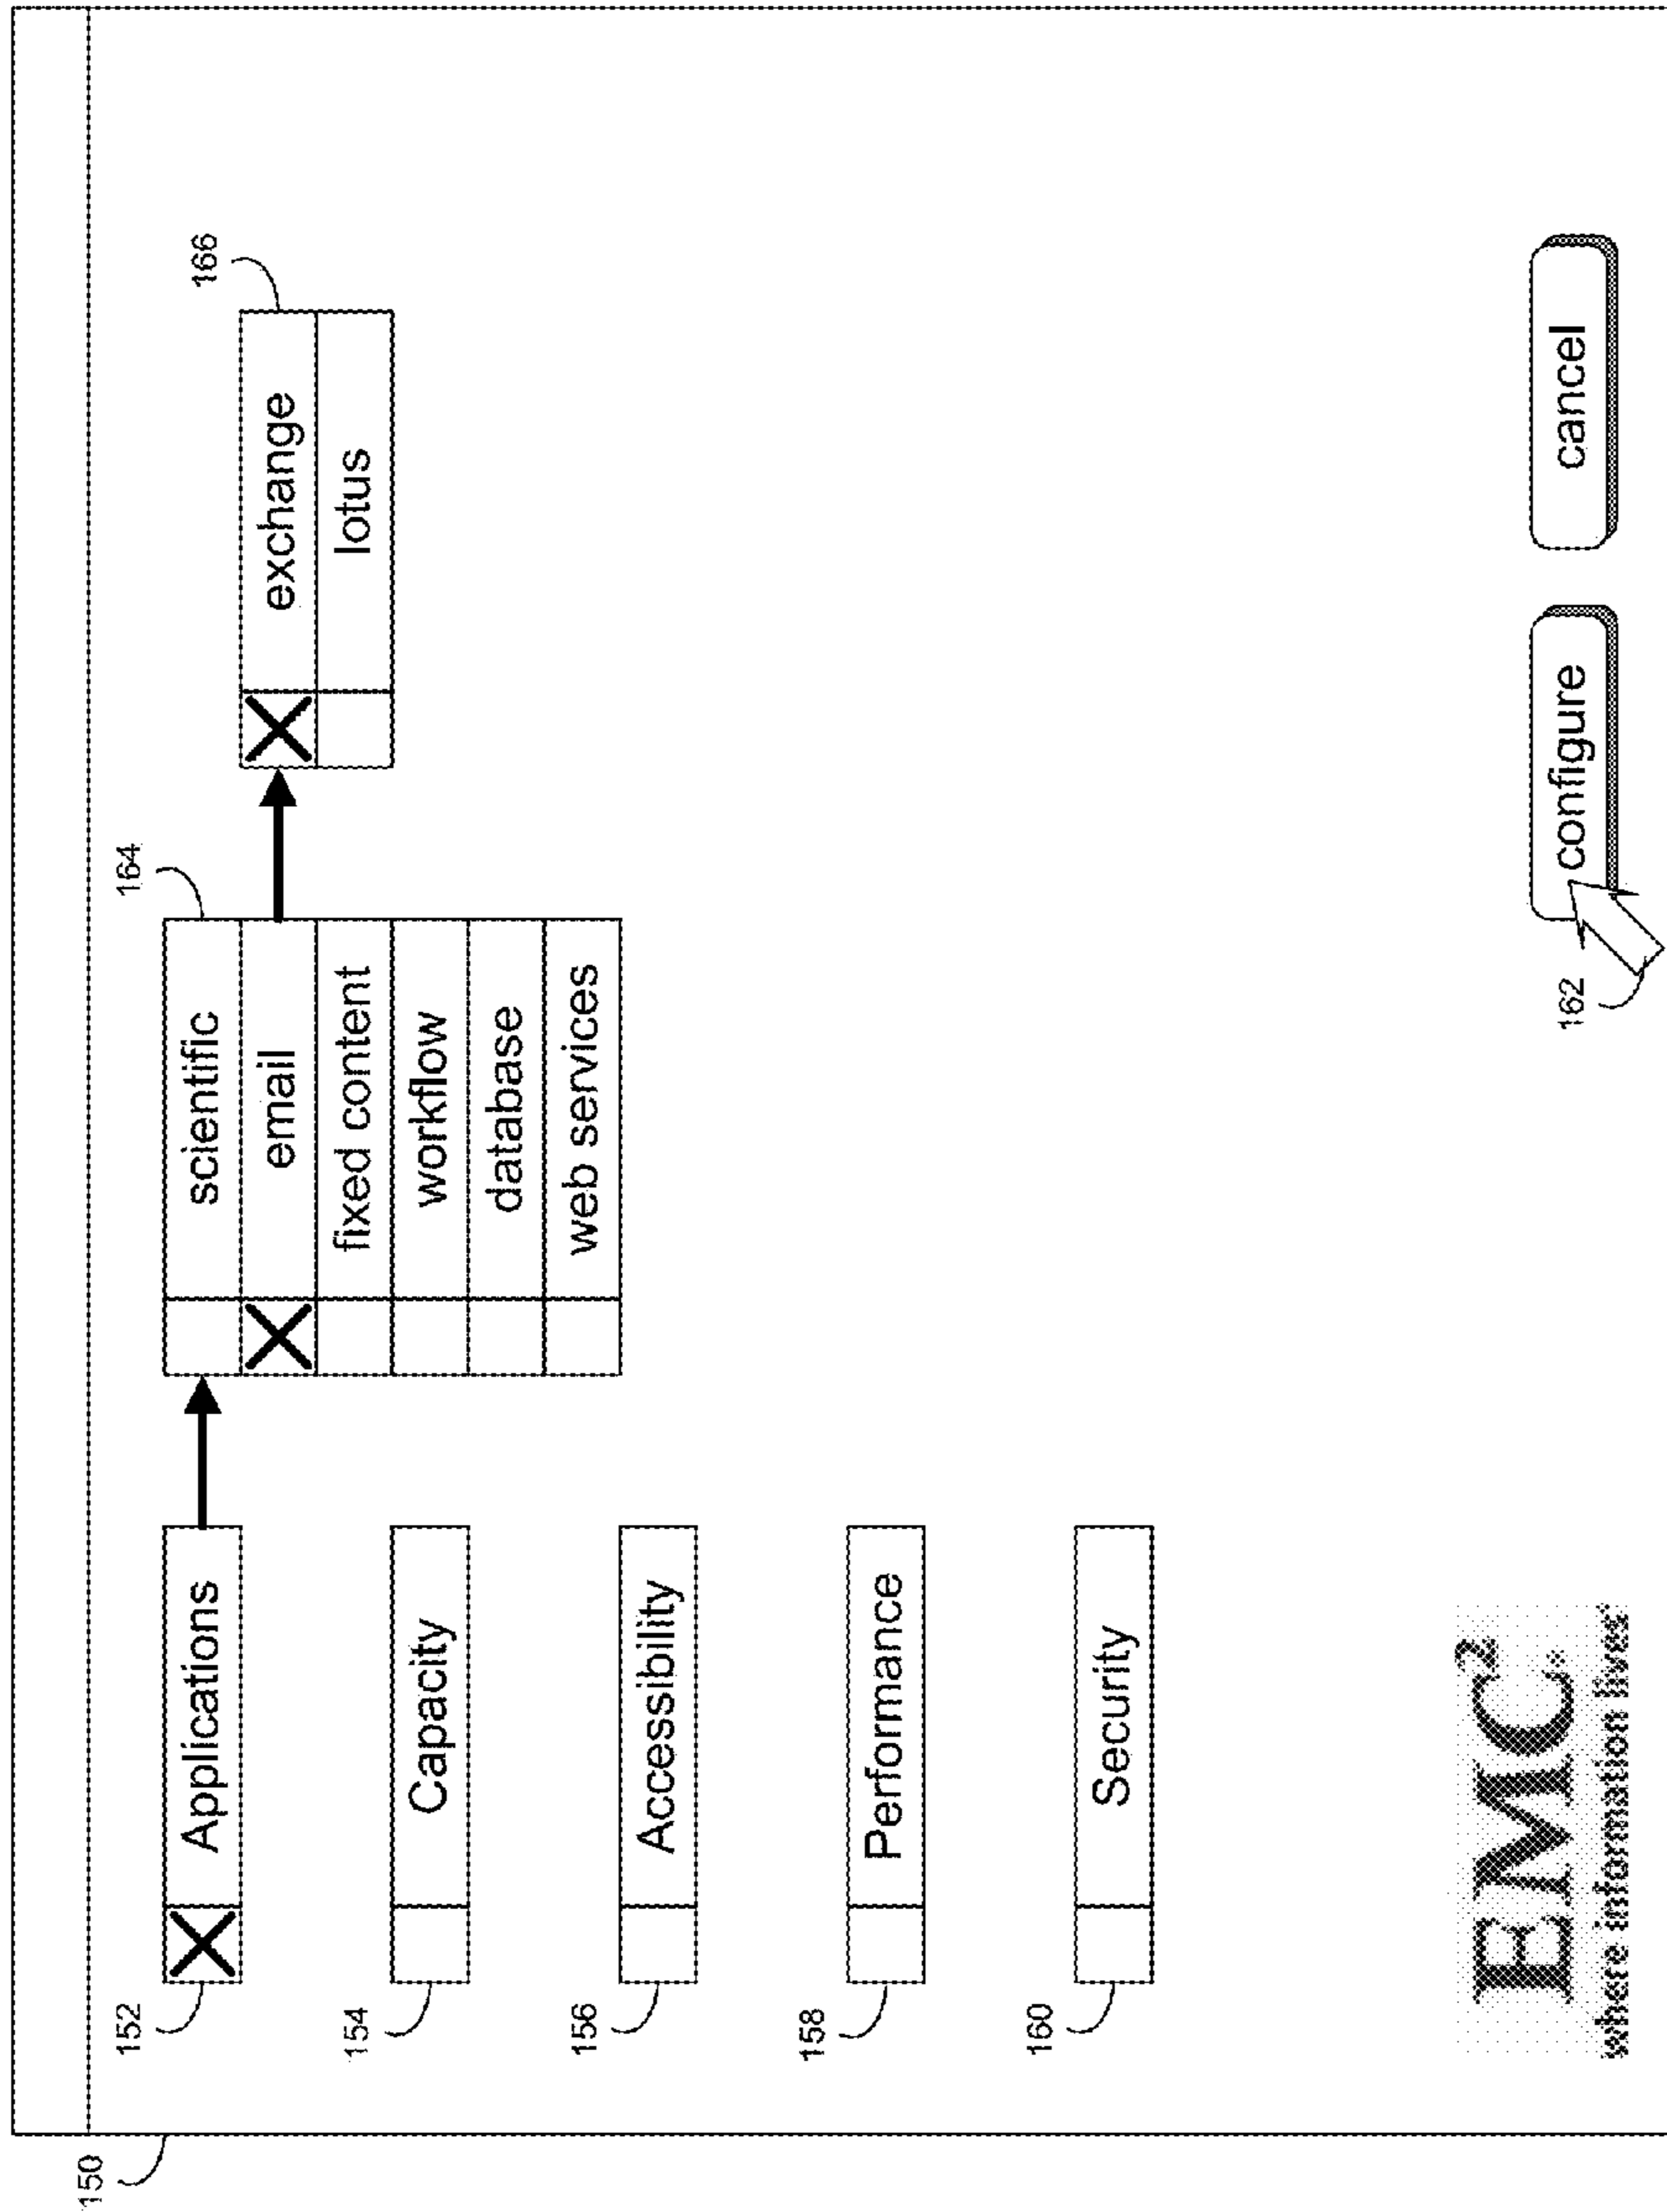 150
152
Applications
154
Capacity
156
Accessibility
158
Performance
160
Security
164
scientific
email
fixed content
workflow
database
web services
166
exchange
lotus
EMC²
where information lives
162
configure
cancel